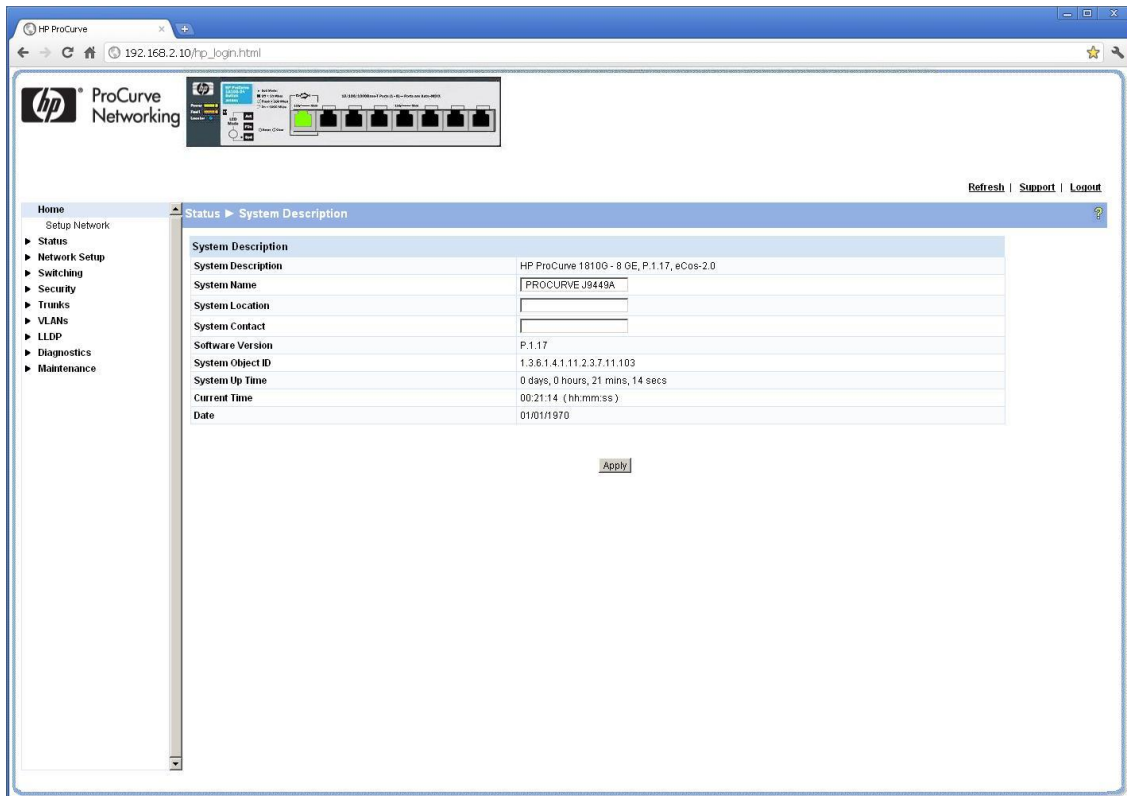 HP ProCurve
192.168.2.10/hp_login.html
hp ProCurve
Networking
Refresh | Support | Logout
Home
Setup Network
Status
Network Setup
Switching
Security
Trunks
VLANs
LLDP
Diagnostics
Maintenance
Status ► System Description
System Description
System Description HP ProCurve 1810G - 8 GE, P.1.17, eCos-2.0
System Name PROCURVE J9449A
System Location
System Contact
Software Version P.1.17
System Object ID 1.3.6.1.4.1.11.2.3.7.11.103
System Up Time 0 days, 0 hours, 21 mins, 14 secs
Current Time 00:21:14 (hh:mm:ss)
Date 01/01/1970
Apply